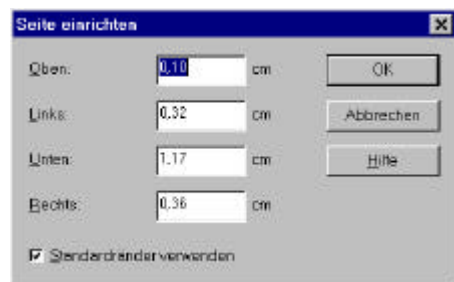 Seite einrichten
Oben: 0,10 cm OK
Links: 0,32 cm Abbrechen
Unten: 1,17 cm Hilfe
Rechts: 0,36 cm
Standardränder verwenden